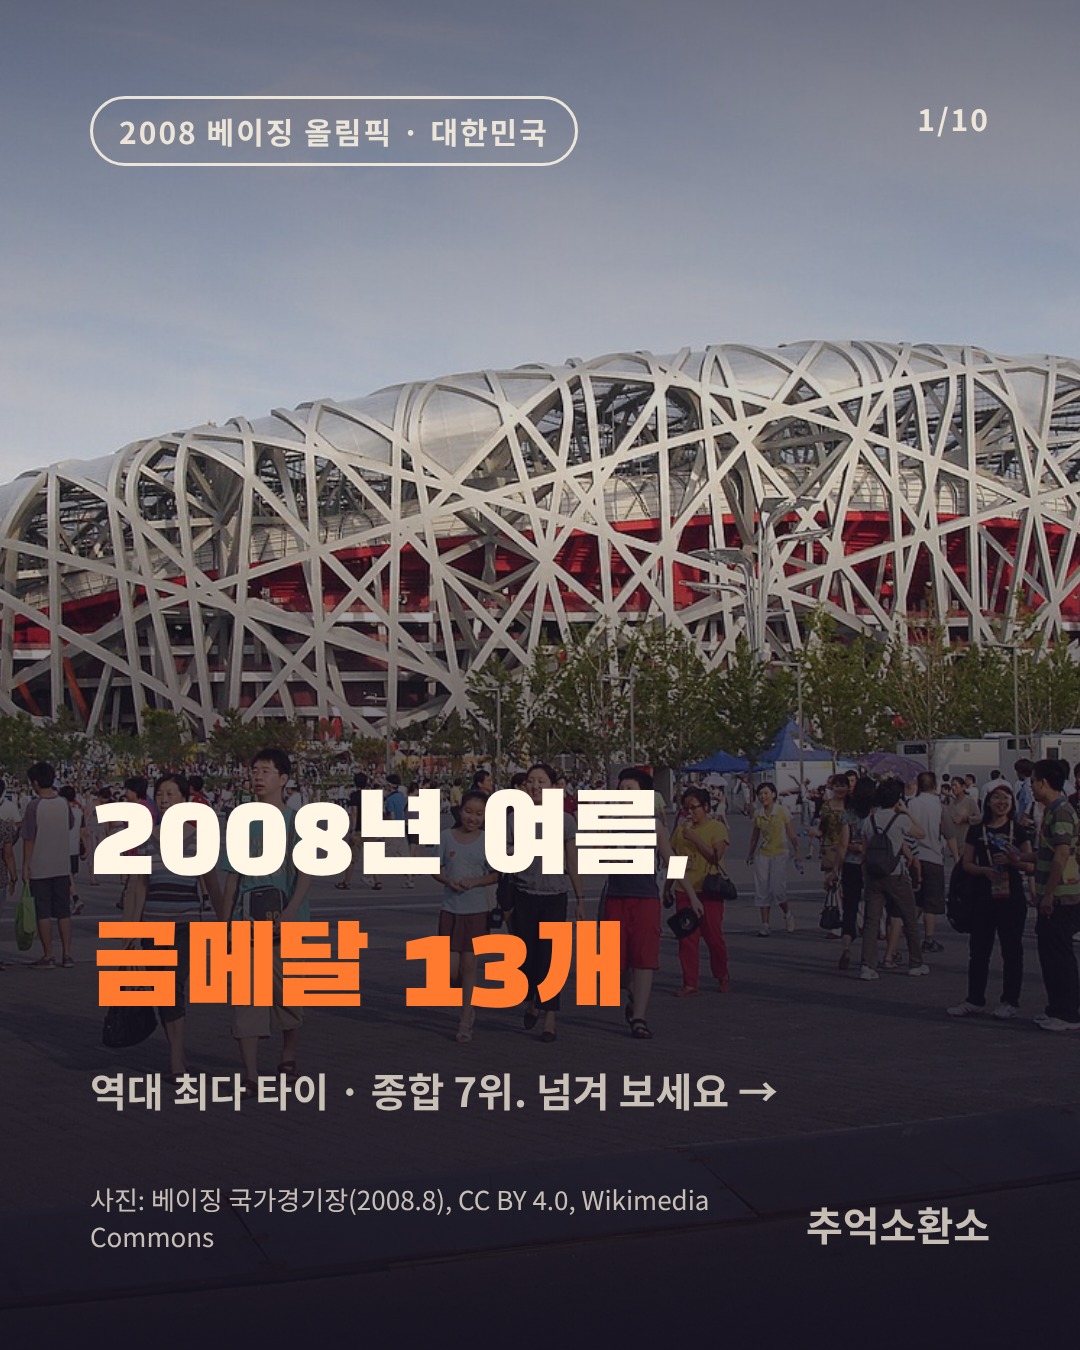 2008 베이징 올림픽 · 대한민국
1/10
2008년 여름,
금메달 13개
역대 최다 타이 · 종합 7위. 넘겨 보세요 →
사진: 베이징 국가경기장(2008.8), CC BY 4.0, Wikimedia
Commons
추억소환소